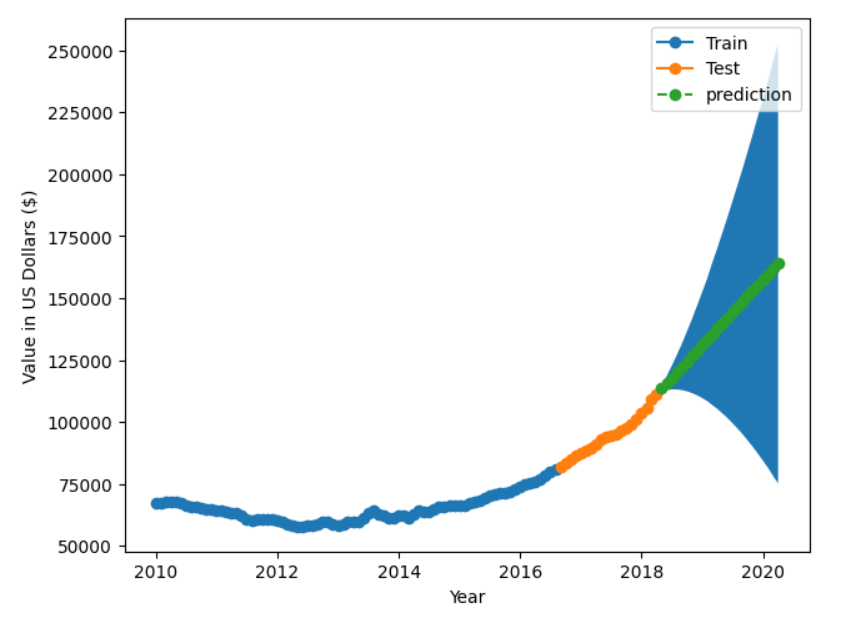 250000
225000
200000
175000
150000
125000
100000
75000
50000
Value in US Dollars ($)
Train
Test
prediction
2010 2012 2014 2016 2018 2020
Year